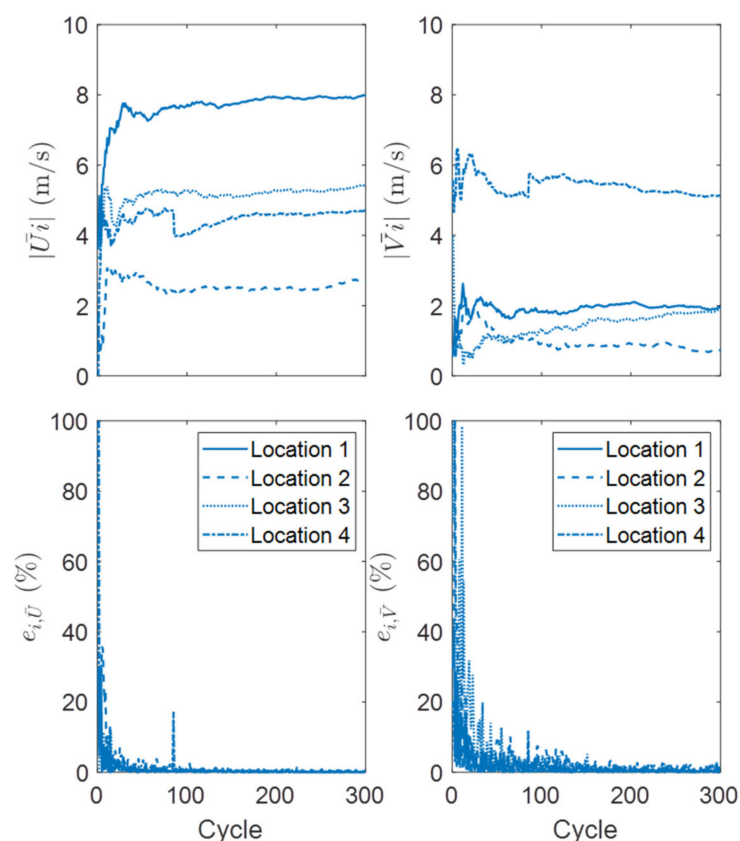 10
8
6
4
2
0
|Ūi| (m/s)
10
8
6
4
2
0
|V̄i| (m/s)
100
80
60
40
20
0
e_{i,Ū} (%)
Location 1
Location 2
Location 3
Location 4
0 100 200 300
Cycle
100
80
60
40
20
0
e_{i,V̄} (%)
Location 1
Location 2
Location 3
Location 4
0 100 200 300
Cycle